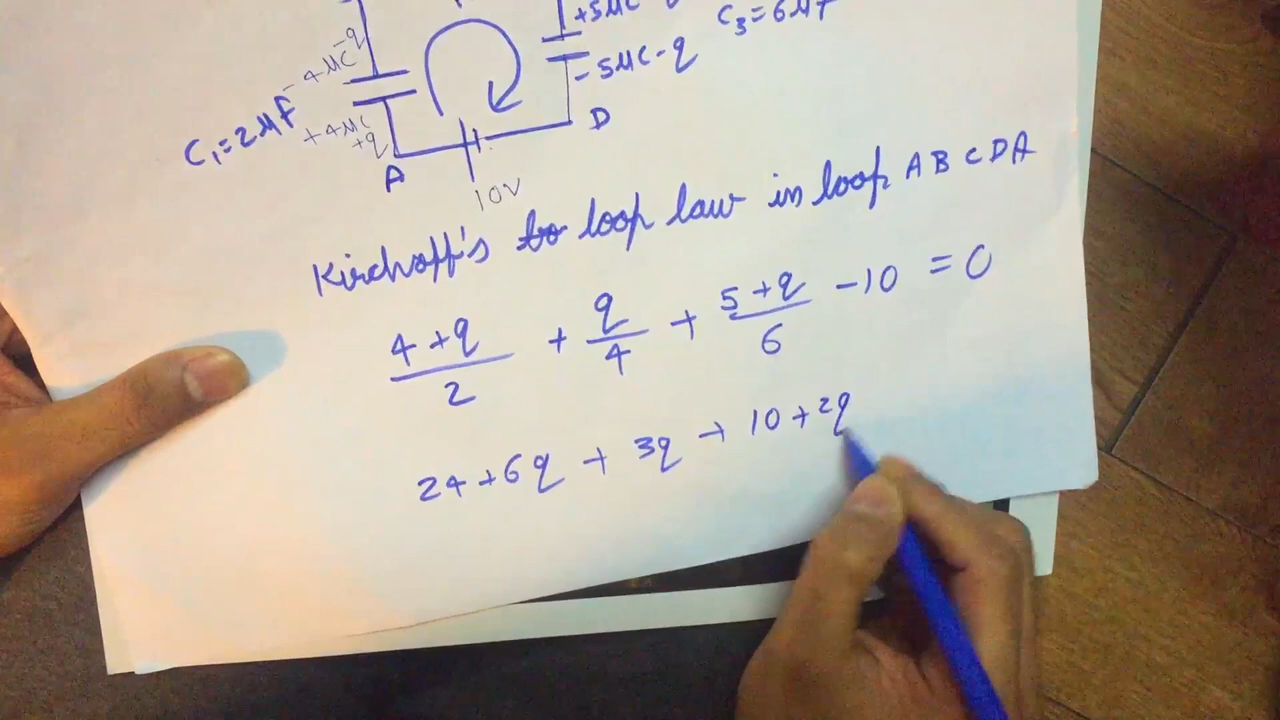 +5μC
C₃=6μF
-q
-4μC
-5μC-q
C₁=2μF
+4μC
+q
D
A
10V
Kirchoff's loop law in loop ABCDA
(4+q)/2 + q/4 + (5+q)/6 -10 = 0
24+6q + 3q + 10+2q